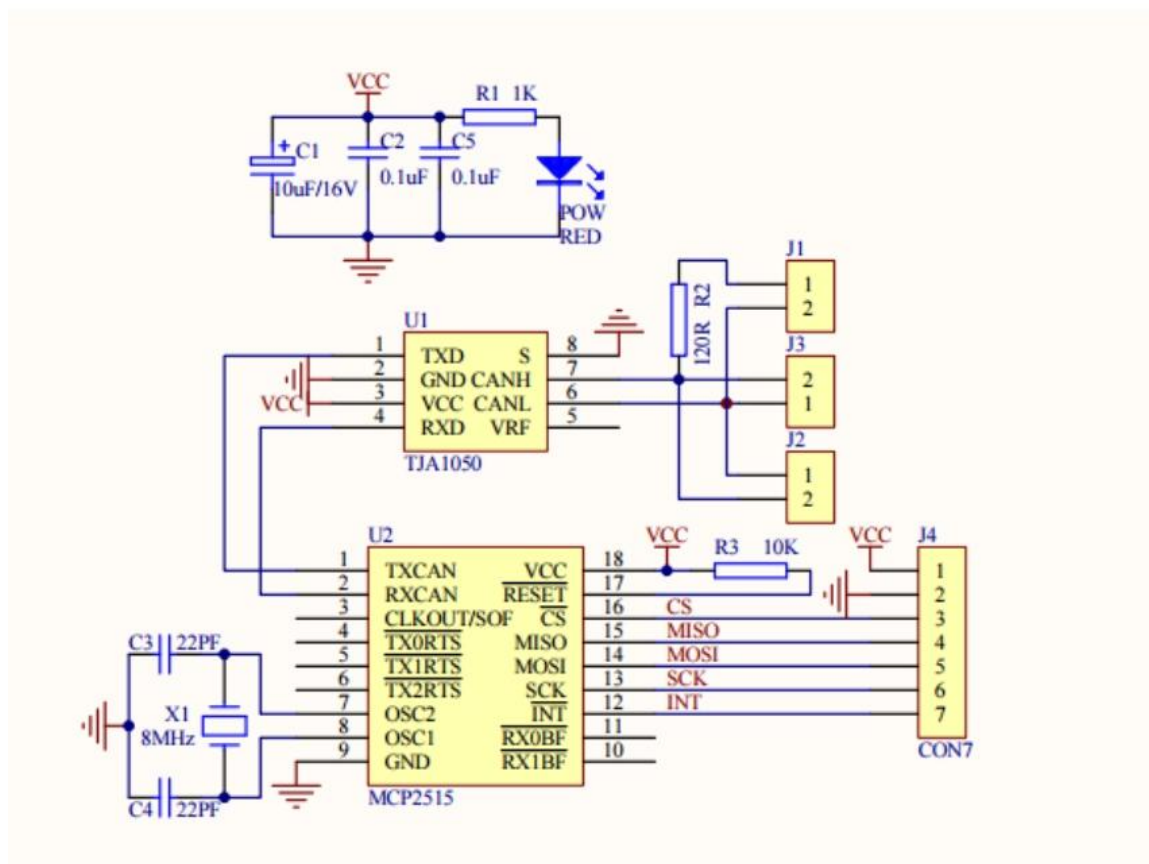 VCC
R1 1K
C1
10uF/16V
C2
0.1uF
C5
0.1uF
POW
RED
J1
1
2
R2
120R
J3
2
1
J2
1
2
U1
1 TXD S 8
2 GND CANH 7
VCC 3 VCC CANL 6
4 RXD VRF 5
TJA1050
U2
1 TXCAN VCC 18
2 RXCAN RESET 17
3 CLKOUT/SOF CS 16
4 TX0RTS MISO 15
5 TX1RTS MOSI 14
6 TX2RTS SCK 13
7 OSC2 INT 12
8 OSC1 RX0BF 11
9 GND RX1BF 10
MCP2515
VCC
R3 10K
CS
MISO
MOSI
SCK
INT
VCC
J4
1
2
3
4
5
6
7
CON7
C3 22PF
X1
8MHz
C4 22PF